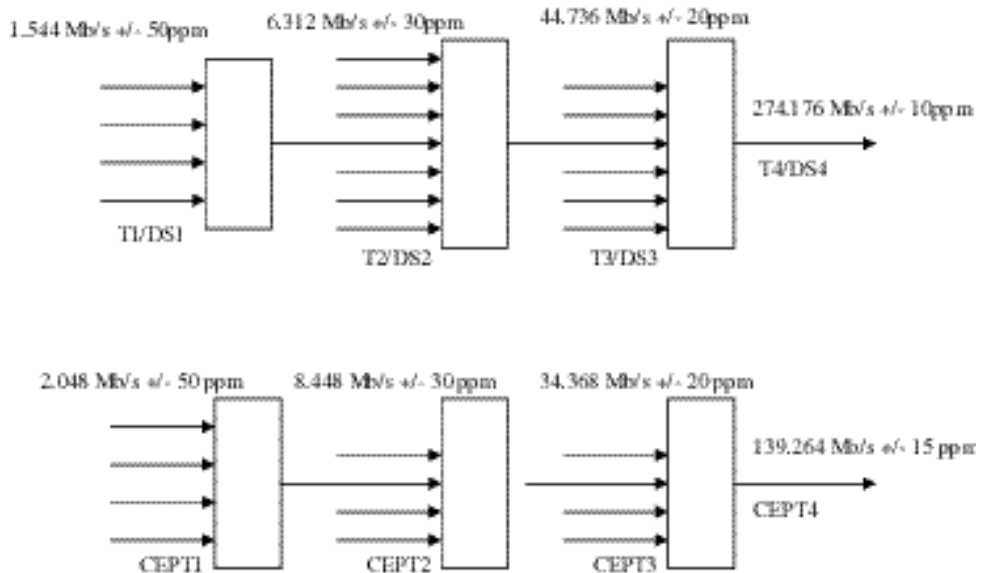 1.544 Mb/s +/- 50ppm
6.312 Mb/s +/- 30ppm
44.736 Mb/s +/- 20ppm
274.176 Mb/s +/- 10ppm
T4/DS4
T1/DS1
T2/DS2
T3/DS3
2.048 Mb/s +/- 50 ppm
8.448 Mb/s +/- 30 ppm
34.368 Mb/s +/- 20 ppm
139.264 Mb/s +/- 15 ppm
CEPT4
CEPT1
CEPT2
CEPT3